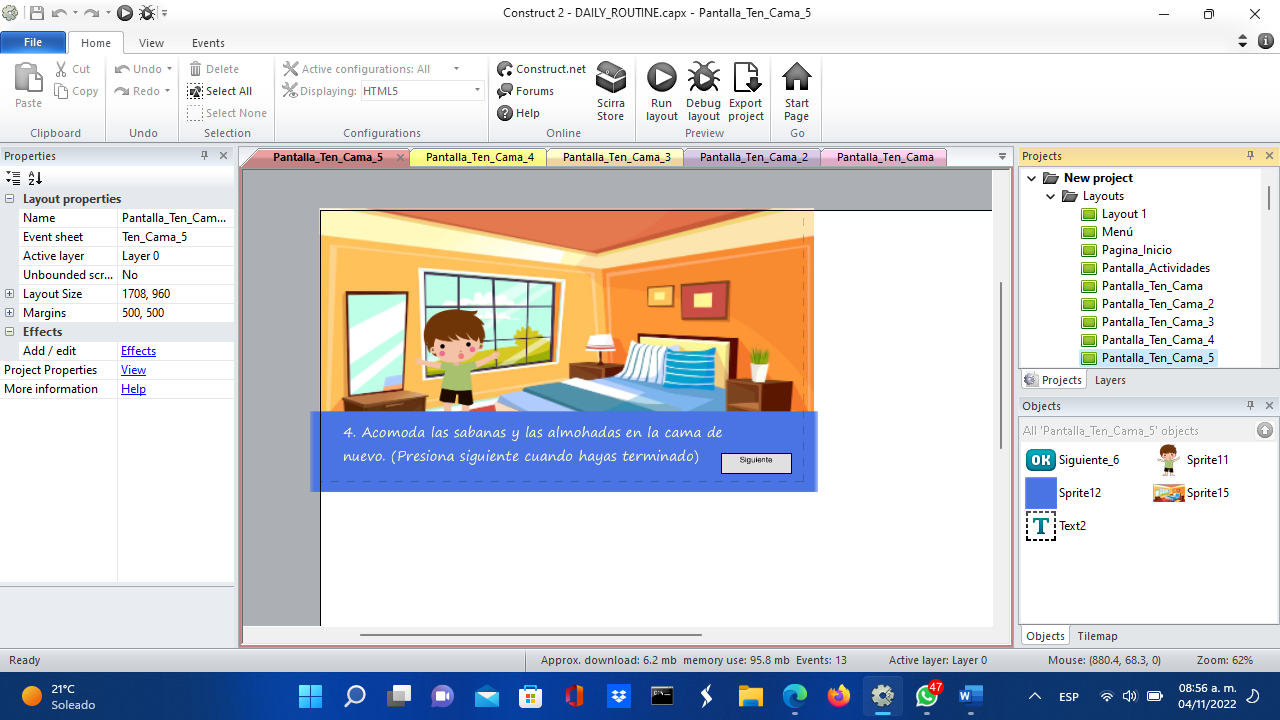 Construct 2 - DAILY_ROUTINE.capx - Pantalla_Ten_Cama_5
File Home View Events
Paste Cut Copy
Undo Redo
Delete
Select All
Select None
Active configurations: All
Displaying: HTML5
Construct.net
Forums
Help
Scirra Store
Run layout
Debug layout
Export project
Start Page
Clipboard Undo Selection Configurations Online Preview Go
Properties
Layout properties
Name Pantalla_Ten_Cam...
Event sheet Ten_Cama_5
Active layer Layer 0
Unbounded scr... No
Layout Size 1708, 960
Margins 500, 500
Effects
Add / edit Effects
Project Properties View
More information Help
Pantalla_Ten_Cama_5 Pantalla_Ten_Cama_4 Pantalla_Ten_Cama_3 Pantalla_Ten_Cama_2 Pantalla_Ten_Cama
4. Acomoda las sabanas y las almohadas en la cama de
nuevo. (Presiona siguiente cuando hayas terminado)
Siguiente
Projects
New project
Layouts
Layout 1
Menú
Pagina_Inicio
Pantalla_Actividades
Pantalla_Ten_Cama
Pantalla_Ten_Cama_2
Pantalla_Ten_Cama_3
Pantalla_Ten_Cama_4
Pantalla_Ten_Cama_5
Projects Layers
Objects
All 'Pantalla_Ten_Cama_5' objects
OK Siguiente_6 Sprite11
Sprite12 Sprite15
T Text2
Objects Tilemap
Ready Approx. download: 6.2 mb memory use: 95.8 mb Events: 13 Active layer: Layer 0 Mouse: (880.4, 68.3, 0) Zoom: 62%
21°C
Soleado
47
ESP
08:56 a. m.
04/11/2022